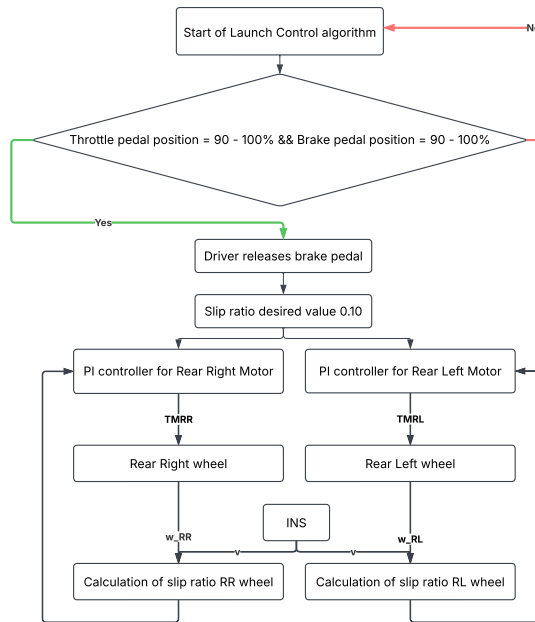 Start of Launch Control algorithm
Throttle pedal position = 90 - 100% && Brake pedal position = 90 - 100%
Yes
Driver releases brake pedal
Slip ratio desired value 0.10
PI controller for Rear Right Motor
PI controller for Rear Left Motor
TMRR
TMRL
Rear Right wheel
Rear Left wheel
INS
w_RR
w_RL
v
v
Calculation of slip ratio RR wheel
Calculation of slip ratio RL wheel